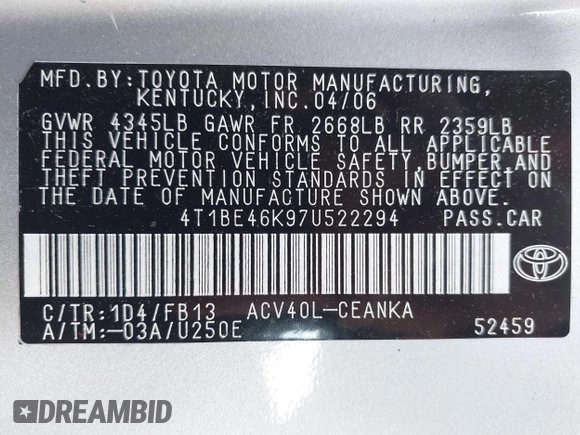 MFD. BY: TOYOTA MOTOR MANUFACTURING,
KENTUCKY, INC. 04/06
GVWR 4345LB GAWR FR 2668LB RR 2359LB
THIS VEHICLE CONFORMS TO ALL APPLICABLE
FEDERAL MOTOR VEHICLE SAFETY, BUMPER AND
THEFT PREVENTION STANDARDS IN EFFECT ON
THE DATE OF MANUFACTURE SHOWN ABOVE.
4T1BE46K97U522294 PASS.CAR
C/TR: 1D4/FB13 ACV40L-CEANKA
A/TM:-03A/U250E 52459
DREAMBID